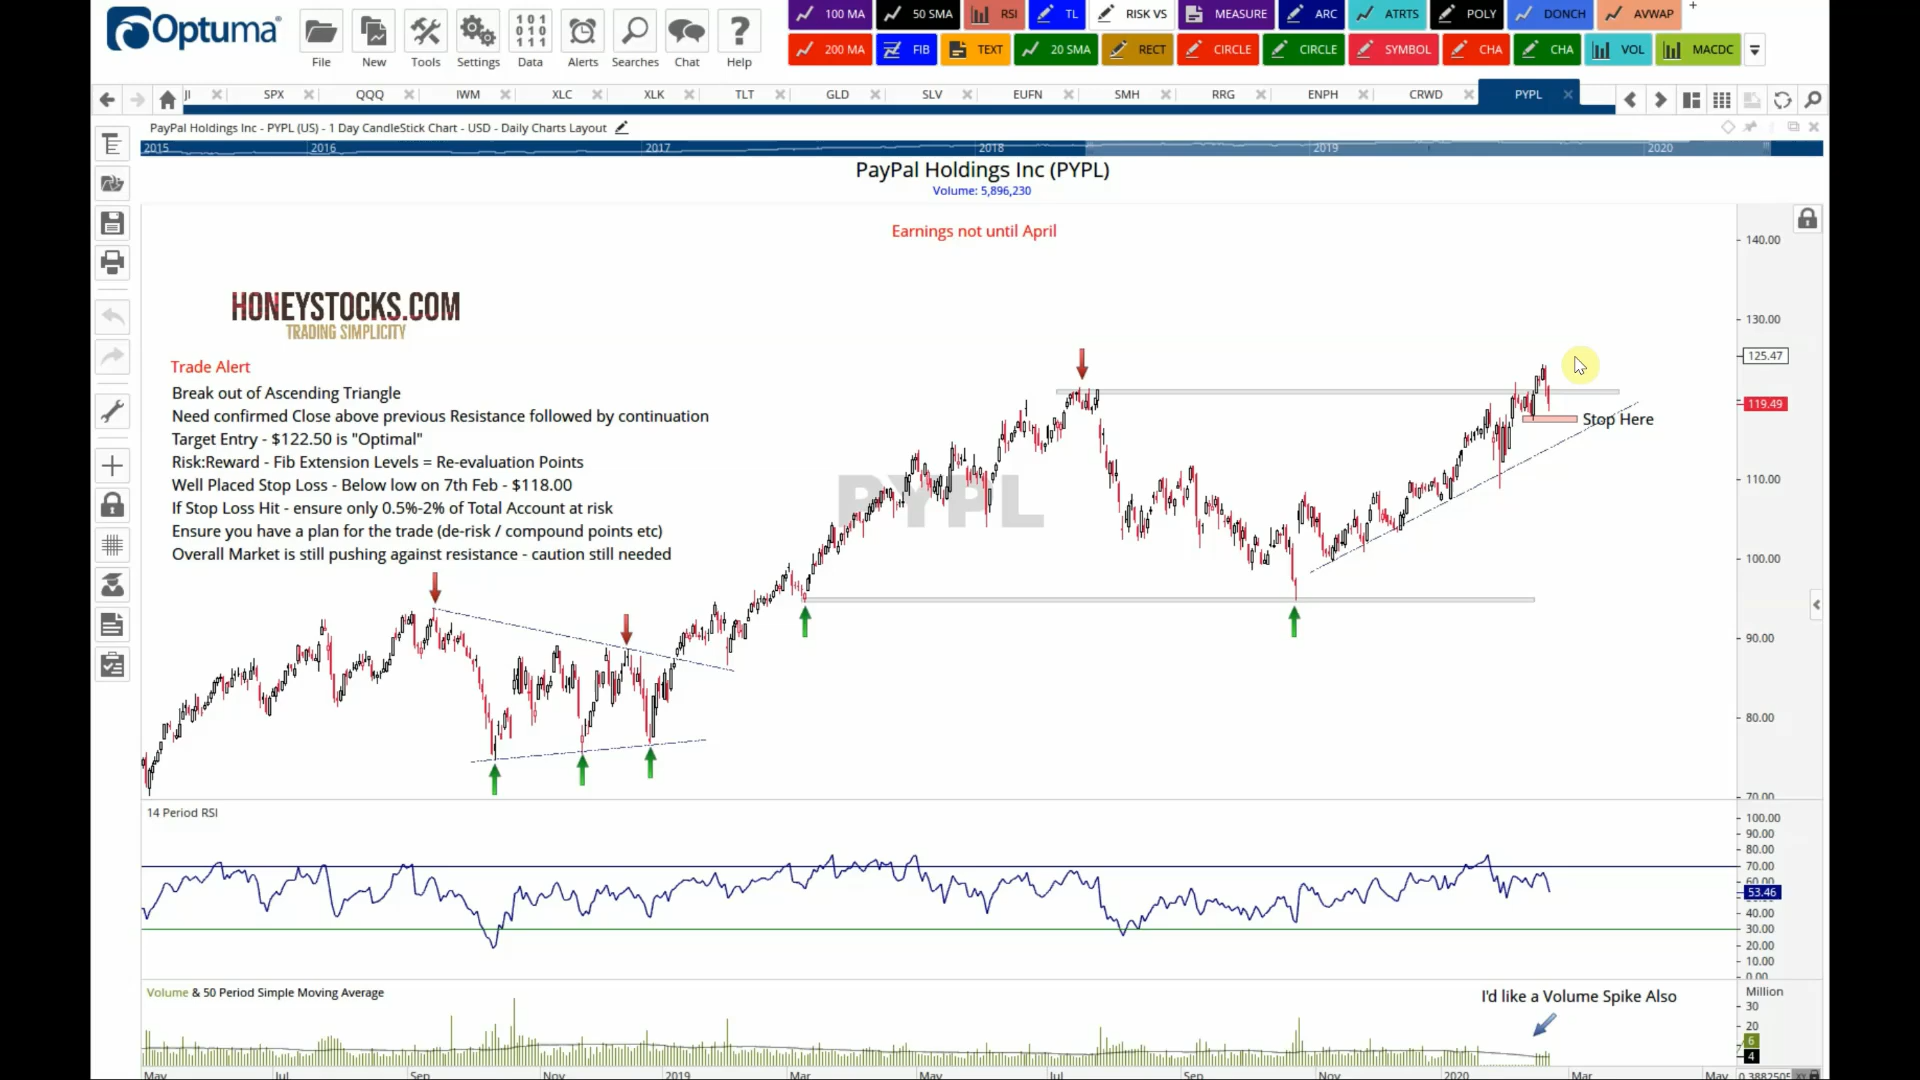 Optuma
File
New
Tools
Settings
Data
Alerts
Searches
Chat
Help
100 MA
50 SMA
RSI
TL
RISK VS
MEASURE
ARC
ATRTS
POLY
DONCH
AVWAP
200 MA
FIB
TEXT
20 SMA
RECT
CIRCLE
CIRCLE
SYMBOL
CHA
CHA
VOL
MACDC
SPX
QQQ
IWM
XLC
XLK
TLT
GLD
SLV
EUFN
SMH
RRG
ENPH
CRWD
PYPL
PayPal Holdings Inc - PYPL (US) - 1 Day CandleStick Chart - USD - Daily Charts Layout
2015 2016 2017 2018 2019 2020
PayPal Holdings Inc (PYPL)
Volume: 5,896,230
Earnings not until April
HONEYSTOCKS.COM
TRADING SIMPLICITY
Trade Alert
Break out of Ascending Triangle
Need confirmed Close above previous Resistance followed by continuation
Target Entry - $122.50 is "Optimal"
Risk:Reward - Fib Extension Levels = Re-evaluation Points
Well Placed Stop Loss - Below low on 7th Feb - $118.00
If Stop Loss Hit - ensure only 0.5%-2% of Total Account at risk
Ensure you have a plan for the trade (de-risk / compound points etc)
Overall Market is still pushing against resistance - caution still needed
PYPL
Stop Here
140.00
130.00
125.47
119.49
110.00
100.00
90.00
80.00
70.00
14 Period RSI
100.00
90.00
80.00
70.00
60.00
53.46
40.00
30.00
20.00
10.00
0.00
Volume & 50 Period Simple Moving Average
I'd like a Volume Spike Also
Million
30
20
6
4
May Jul Sep Nov 2019 Mar May Jul Sep Nov 2020 Mar May
0.3882505